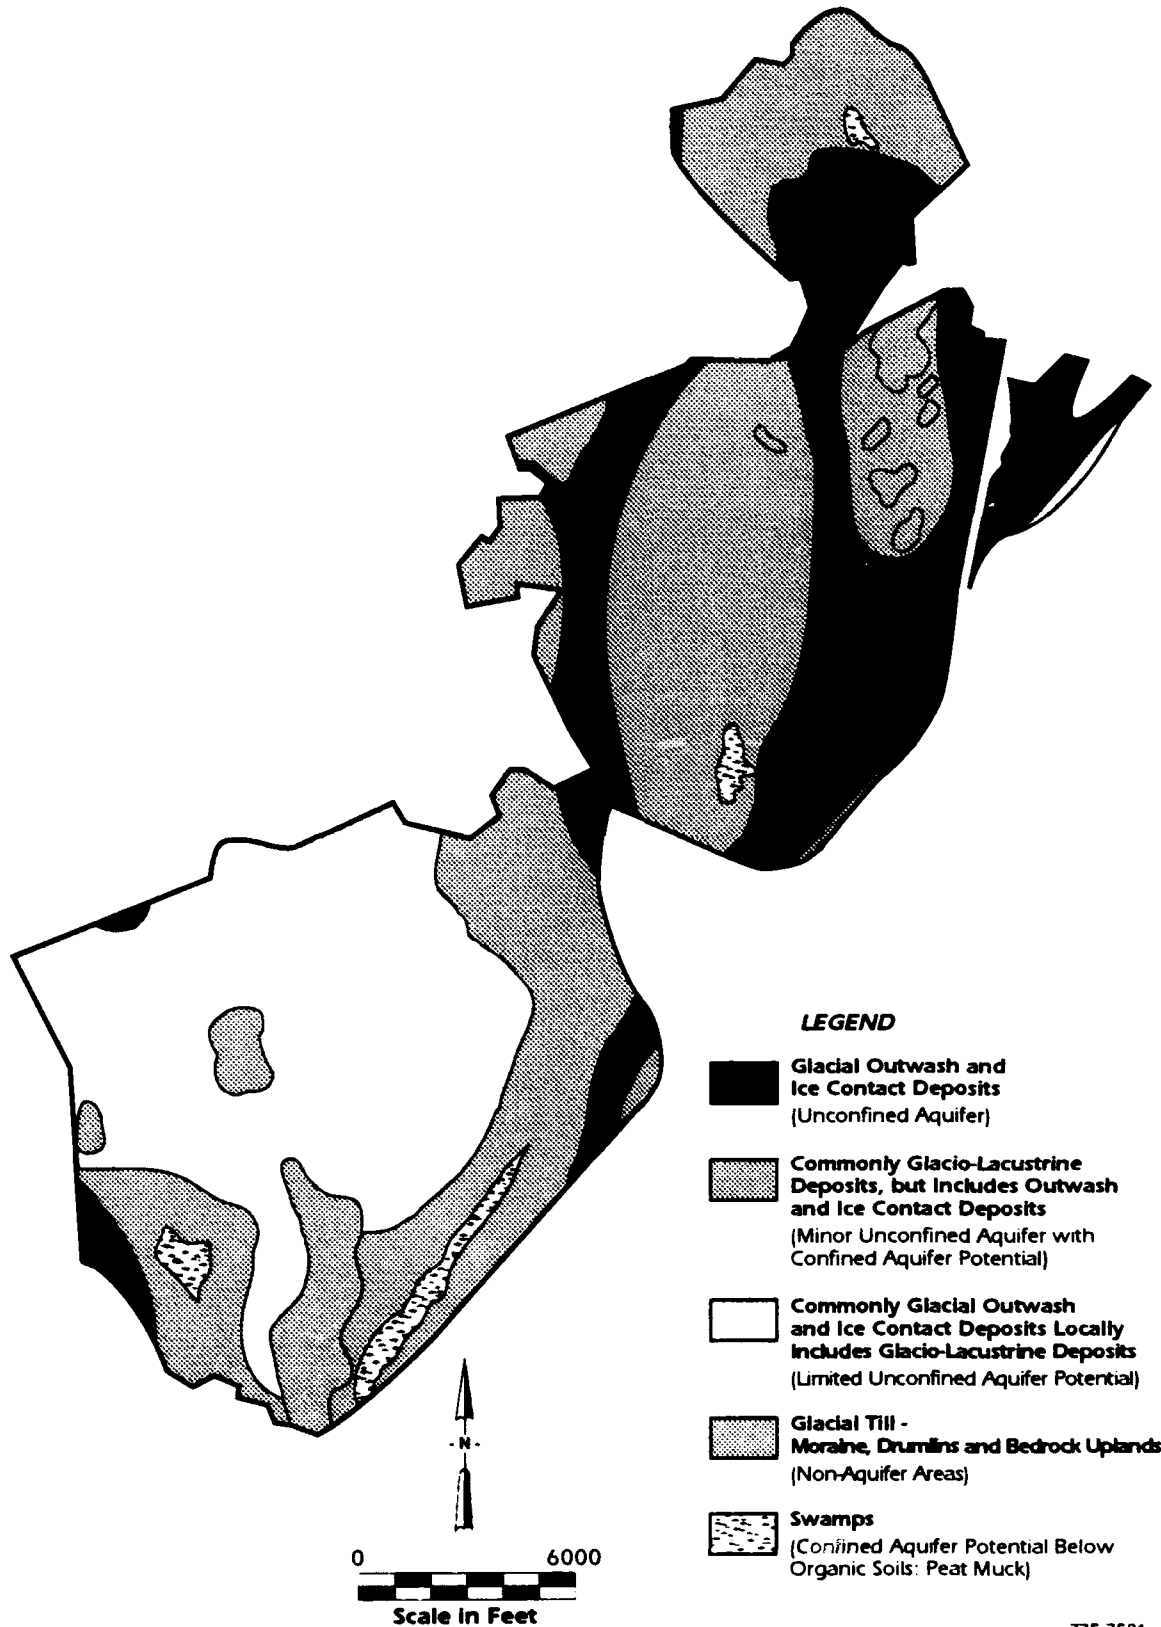 LEGEND
Glacial Outwash and
Ice Contact Deposits
(Unconfined Aquifer)
Commonly Glacio-Lacustrine
Deposits, but Includes Outwash
and Ice Contact Deposits
(Minor Unconfined Aquifer with
Confined Aquifer Potential)
Commonly Glacial Outwash
and Ice Contact Deposits Locally
Includes Glacio-Lacustrine Deposits
(Limited Unconfined Aquifer Potential)
Glacial Till -
Moraine, Drumlins and Bedrock Uplands
(Non-Aquifer Areas)
Swamps
(Confined Aquifer Potential Below
Organic Soils: Peat Muck)
- N -
0 6000
Scale in Feet